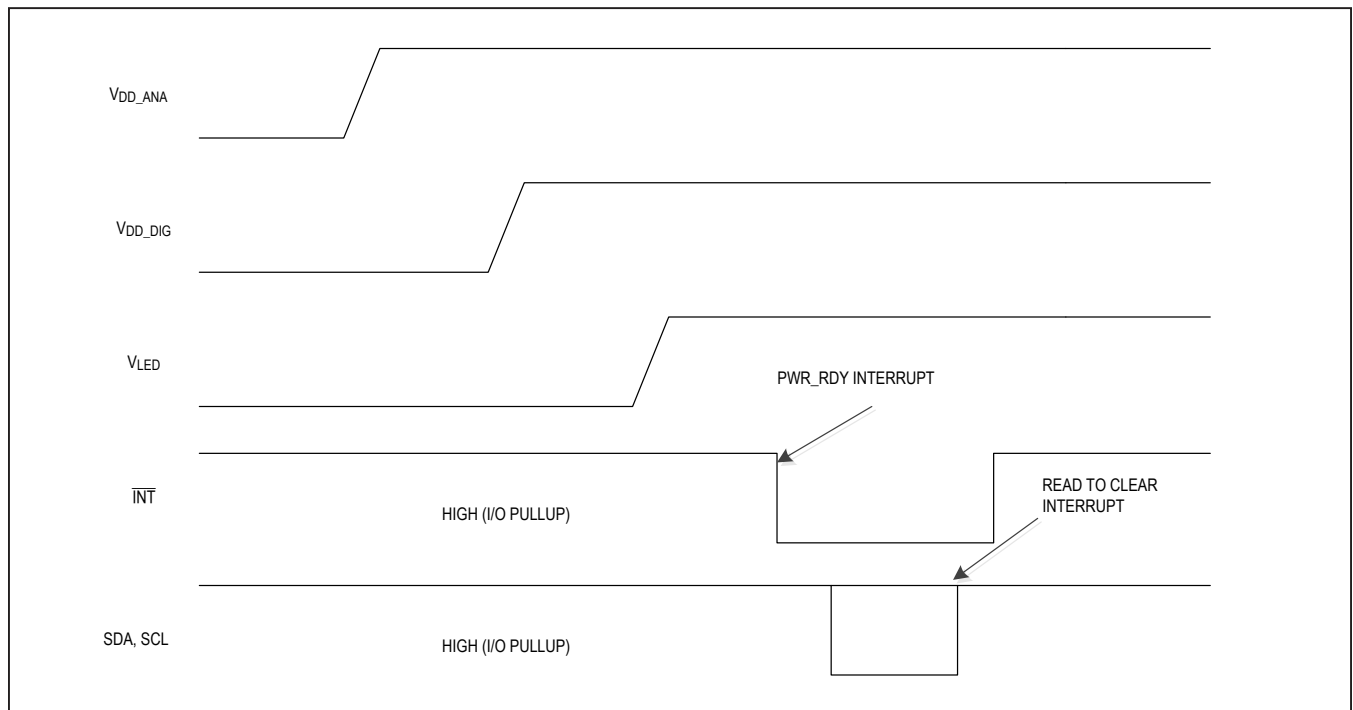 VDD_ANA
VDD_DIG
VLED
PWR_RDY INTERRUPT
INT
HIGH (I/O PULLUP)
READ TO CLEAR
INTERRUPT
SDA, SCL
HIGH (I/O PULLUP)